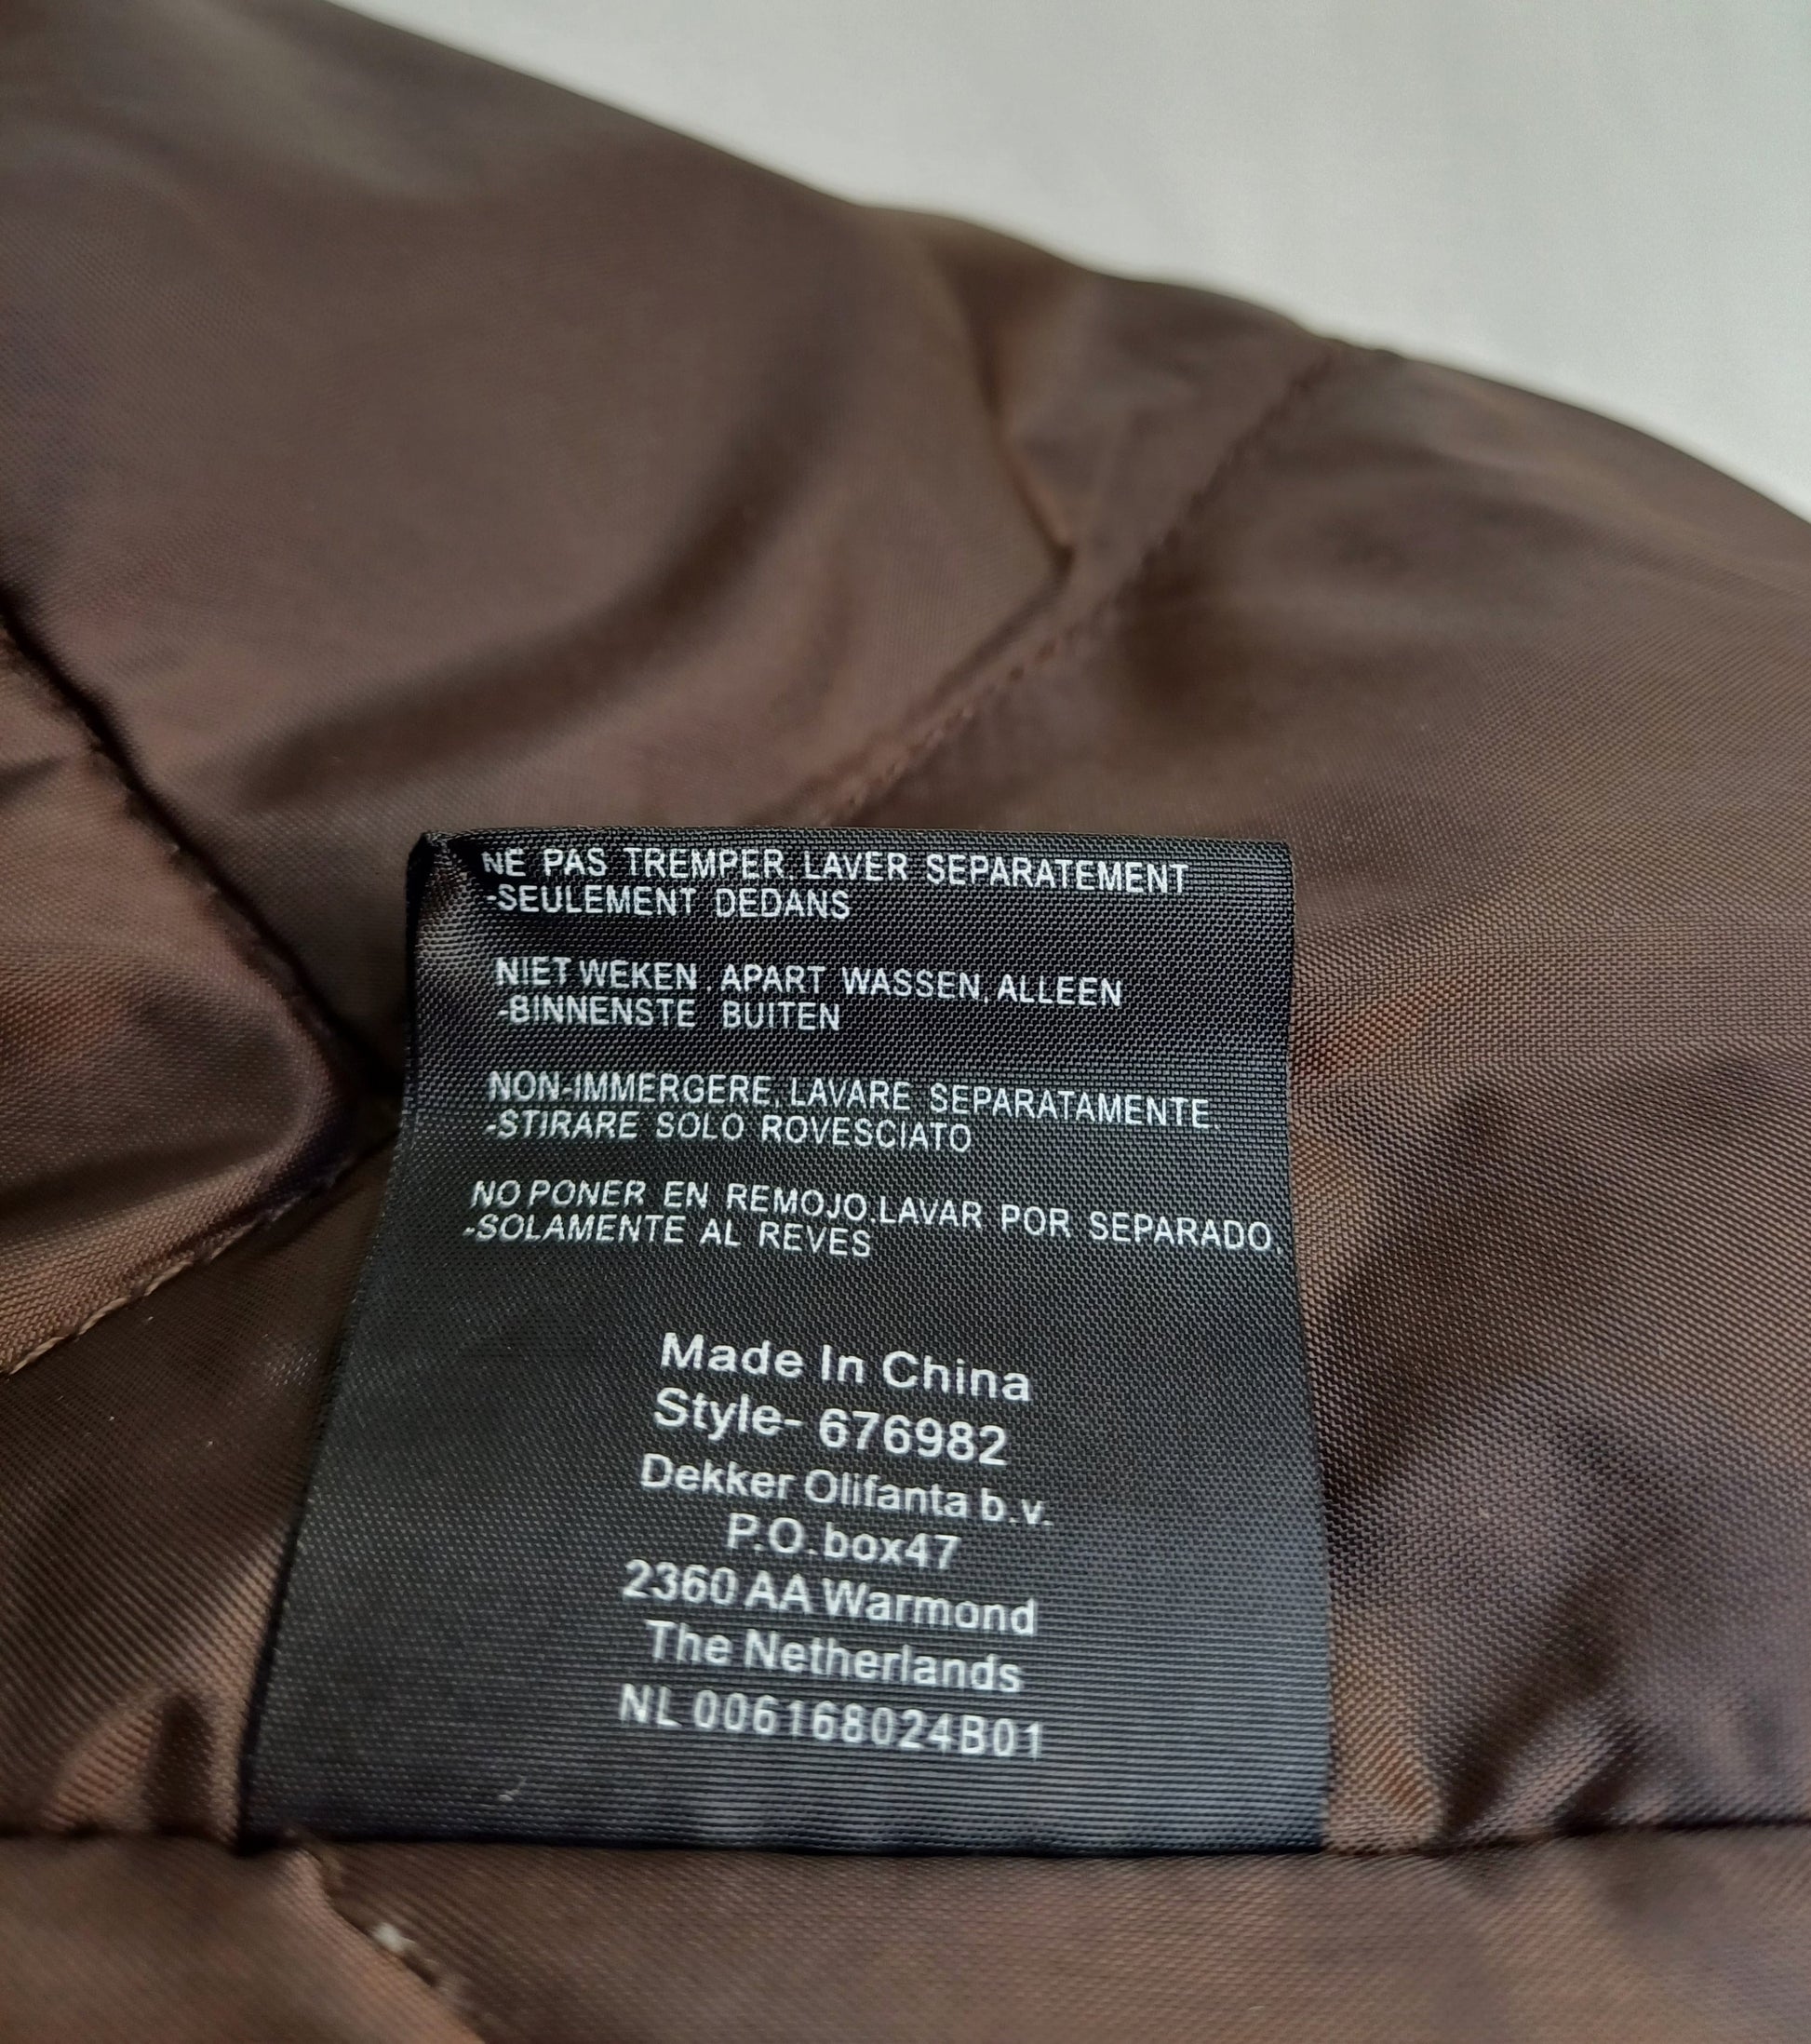 NE PAS TREMPER, LAVER SEPARATEMENT
-SEULEMENT DEDANS
NIET WEKEN. APART WASSEN, ALLEEN
-BINNENSTE BUITEN
NON-IMMERGERE, LAVARE SEPARATAMENTE.
-STIRARE SOLO ROVESCIATO
NO PONER EN REMOJO.LAVAR POR SEPARADO.
-SOLAMENTE AL REVES
Made In China
Style- 676982
Dekker Olifanta b.v.
P.O.box47
2360 AA Warmond
The Netherlands
NL 006168024B01